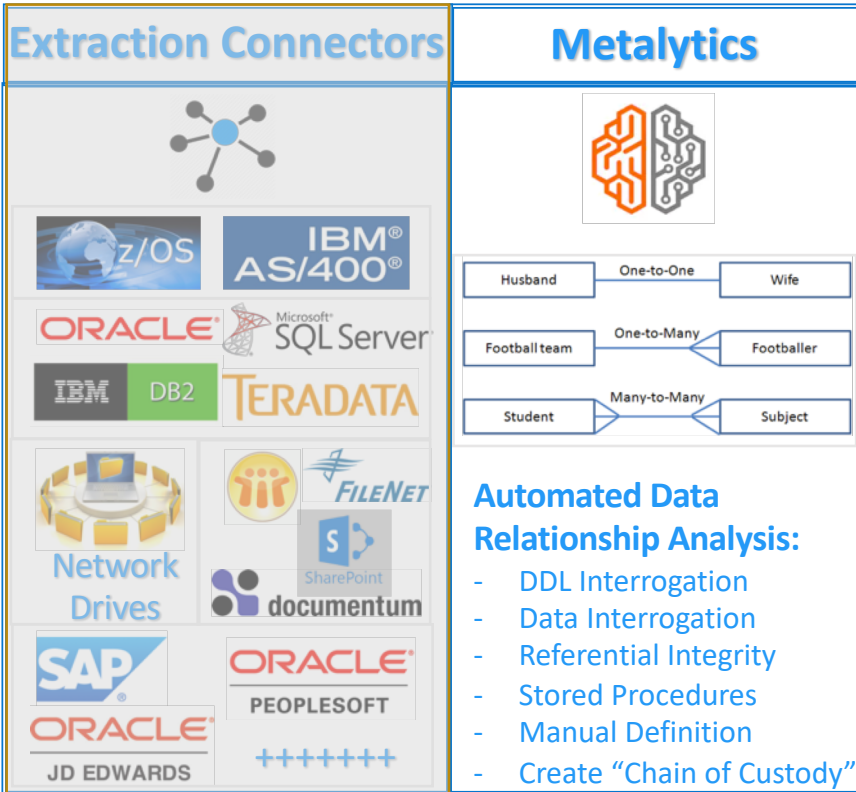 Extraction Connectors
Metalytics
z/OS
IBM®
AS/400®
ORACLE®
Microsoft®
SQL Server®
IBM DB2
TERADATA
Network
Drives
FILENET
S
SharePoint
documentum
SAP®
ORACLE®
PEOPLESOFT
ORACLE®
JD EDWARDS
+++++++
Husband One-to-One Wife
Football team One-to-Many Footballer
Student Many-to-Many Subject
Automated Data
Relationship Analysis:
- DDL Interrogation
- Data Interrogation
- Referential Integrity
- Stored Procedures
- Manual Definition
- Create “Chain of Custody”